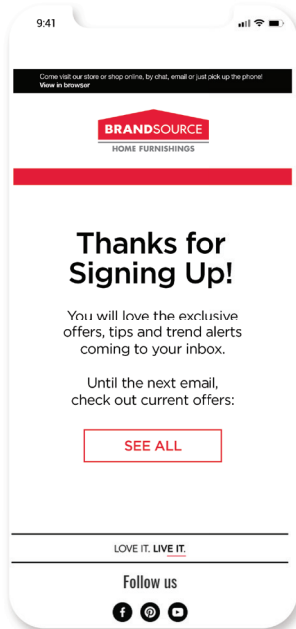 9:41
Come visit our store or shop online, by chat, email or just pick up the phone!
View in browser
BRANDSOURCE
HOME FURNISHINGS
Thanks for
Signing Up!
You will love the exclusive
offers, tips and trend alerts
coming to your inbox.
Until the next email,
check out current offers:
SEE ALL
LOVE IT. LIVE IT.
Follow us